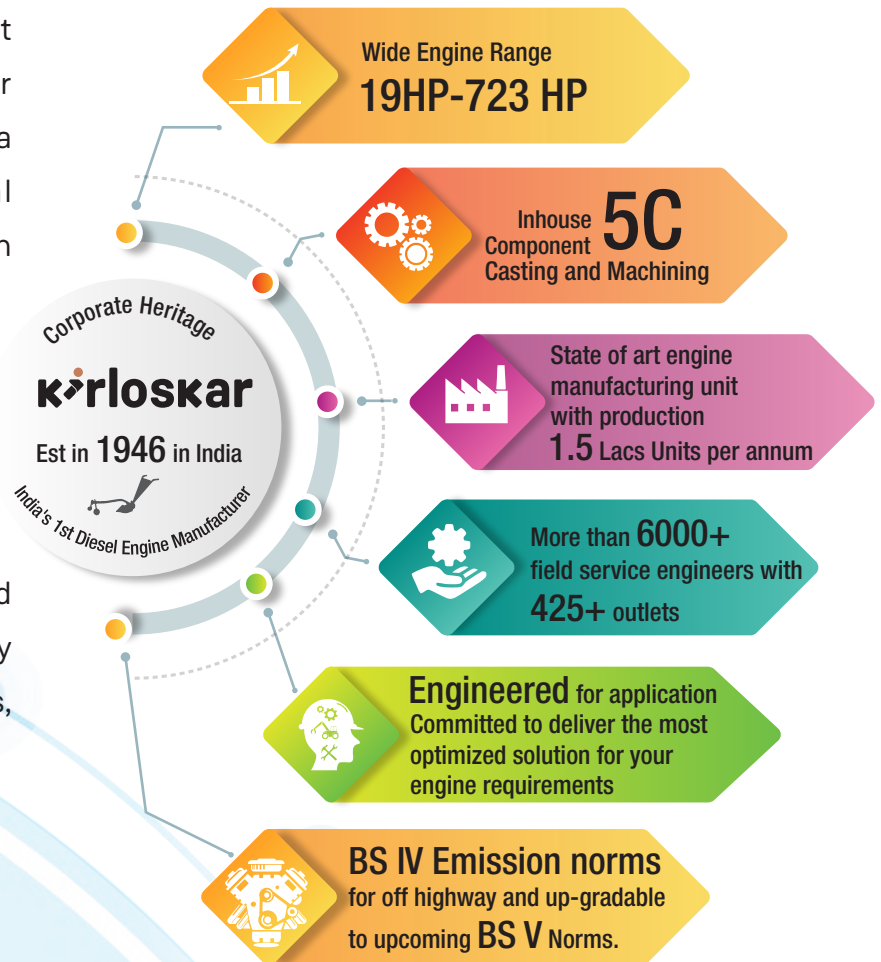 t
r
a
l
n
d
y
s,
Corporate Heritage
kirloskar
Est in 1946 in India
India's 1st Diesel Engine Manufacturer
Wide Engine Range
19HP-723 HP
Inhouse 5C
Component
Casting and Machining
State of art engine
manufacturing unit
with production
1.5 Lacs Units per annum
More than 6000+
field service engineers with
425+ outlets
Engineered for application
Committed to deliver the most
optimized solution for your
engine requirements
BS IV Emission norms
for off highway and up-gradable
to upcoming BS V Norms.